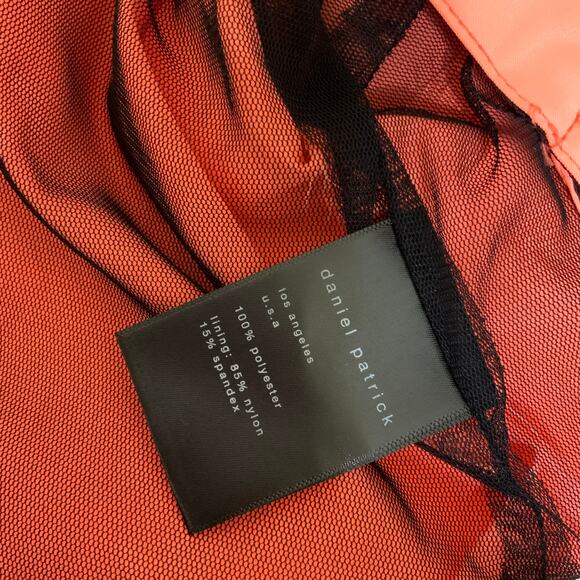 daniel patrick
los angeles
u.s.a
100% polyester
lining: 85% nylon
15% spandex